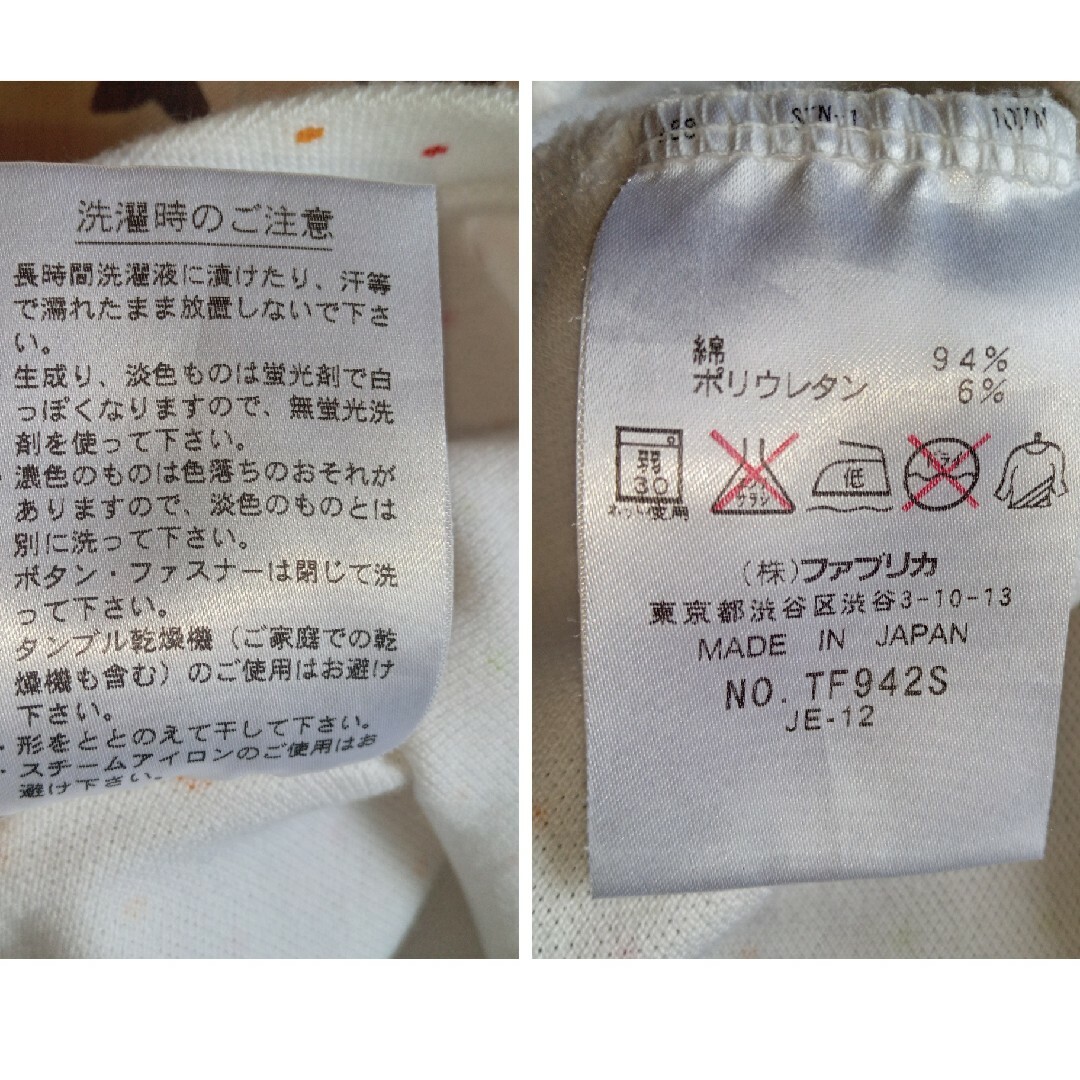 洗濯時のご注意
長時間洗濯液に漬けたり、汗等
で濡れたまま放置しないで下さ
い。
生成り、淡色ものは蛍光剤で白
っぽくなりますので、無蛍光洗
剤を使って下さい。
・濃色のものは色落ちのおそれが
ありますので、淡色のものとは
別に洗って下さい。
ボタン・ファスナーは閉じて洗
って下さい。
タンブル乾燥機（ご家庭での乾
燥機も含む）のご使用はお避け
下さい。
・形をととのえて干して下さい。
・スチームアイロンのご使用はお
避け下さい。
綿 94%
ポリウレタン 6%
弱
30
ネット使用
低
(株)ファブリカ
東京都渋谷区渋谷3-10-13
MADE IN JAPAN
NO. TF942S
JE-12